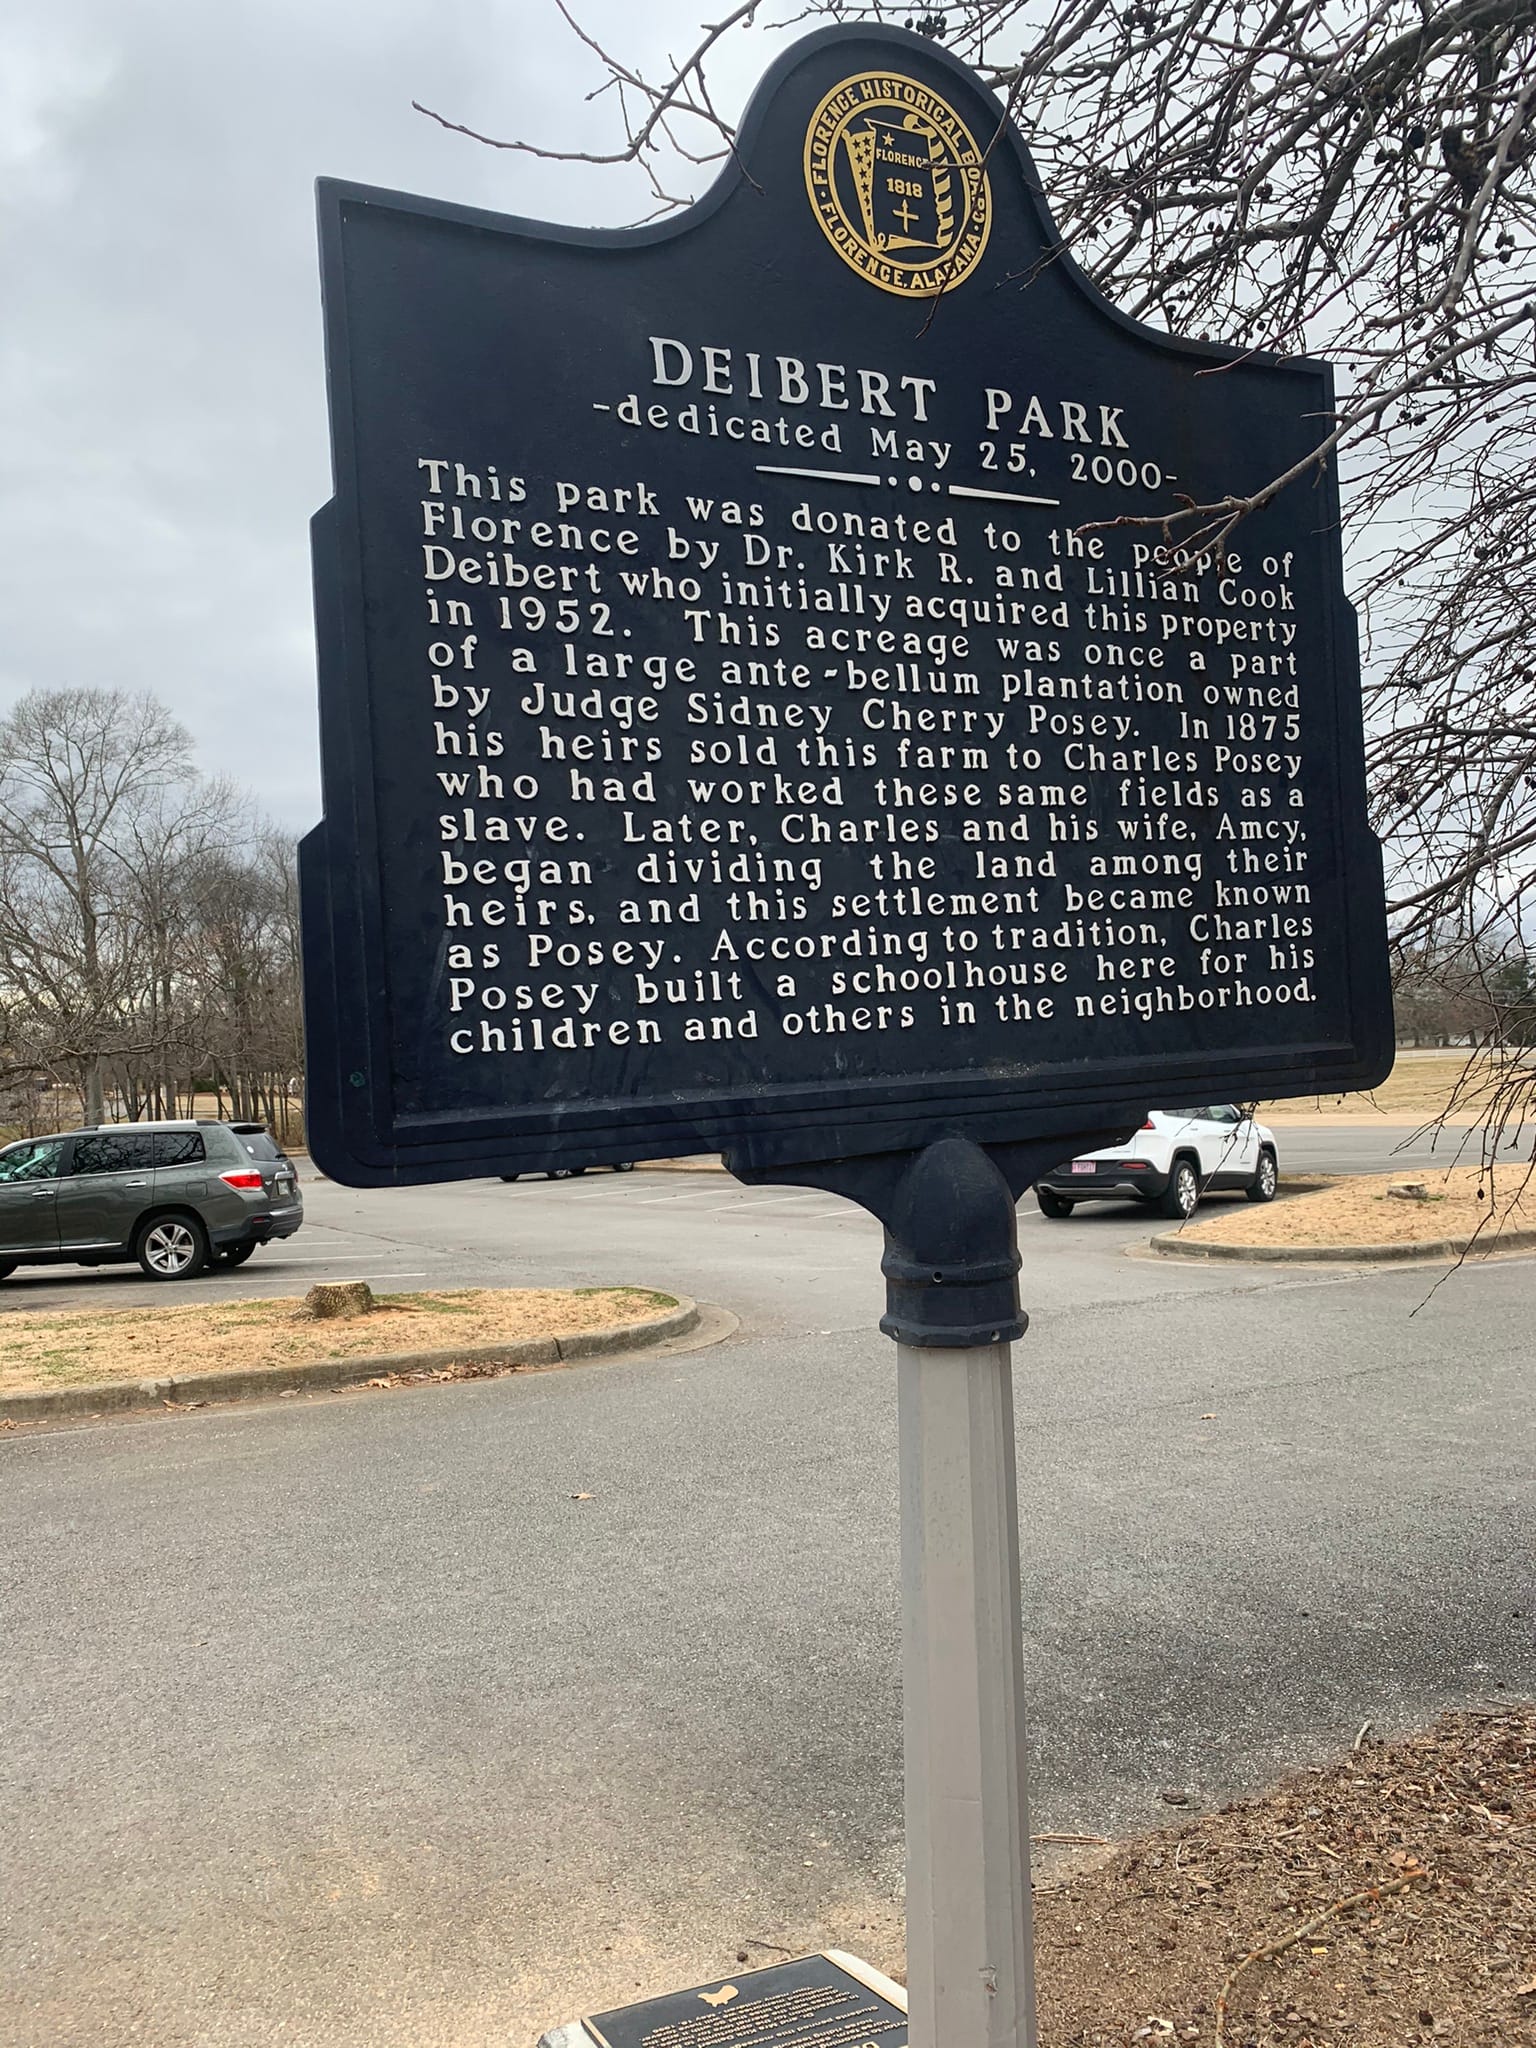 FLORENCE HISTORICAL BOARD
FLORENCE, ALABAMA
FLORENCE
1818
DEIBERT PARK
-dedicated May 25, 2000-
This park was donated to the people of
Florence by Dr. Kirk R. and Lillian Cook
Deibert who initially acquired this property
in 1952. This acreage was once a part
of a large ante-bellum plantation owned
by Judge Sidney Cherry Posey. In 1875
his heirs sold this farm to Charles Posey
who had worked these same fields as a
slave. Later, Charles and his wife, Amcy,
began dividing the land among their
heirs, and this settlement became known
as Posey. According to tradition, Charles
Posey built a schoolhouse here for his
children and others in the neighborhood.